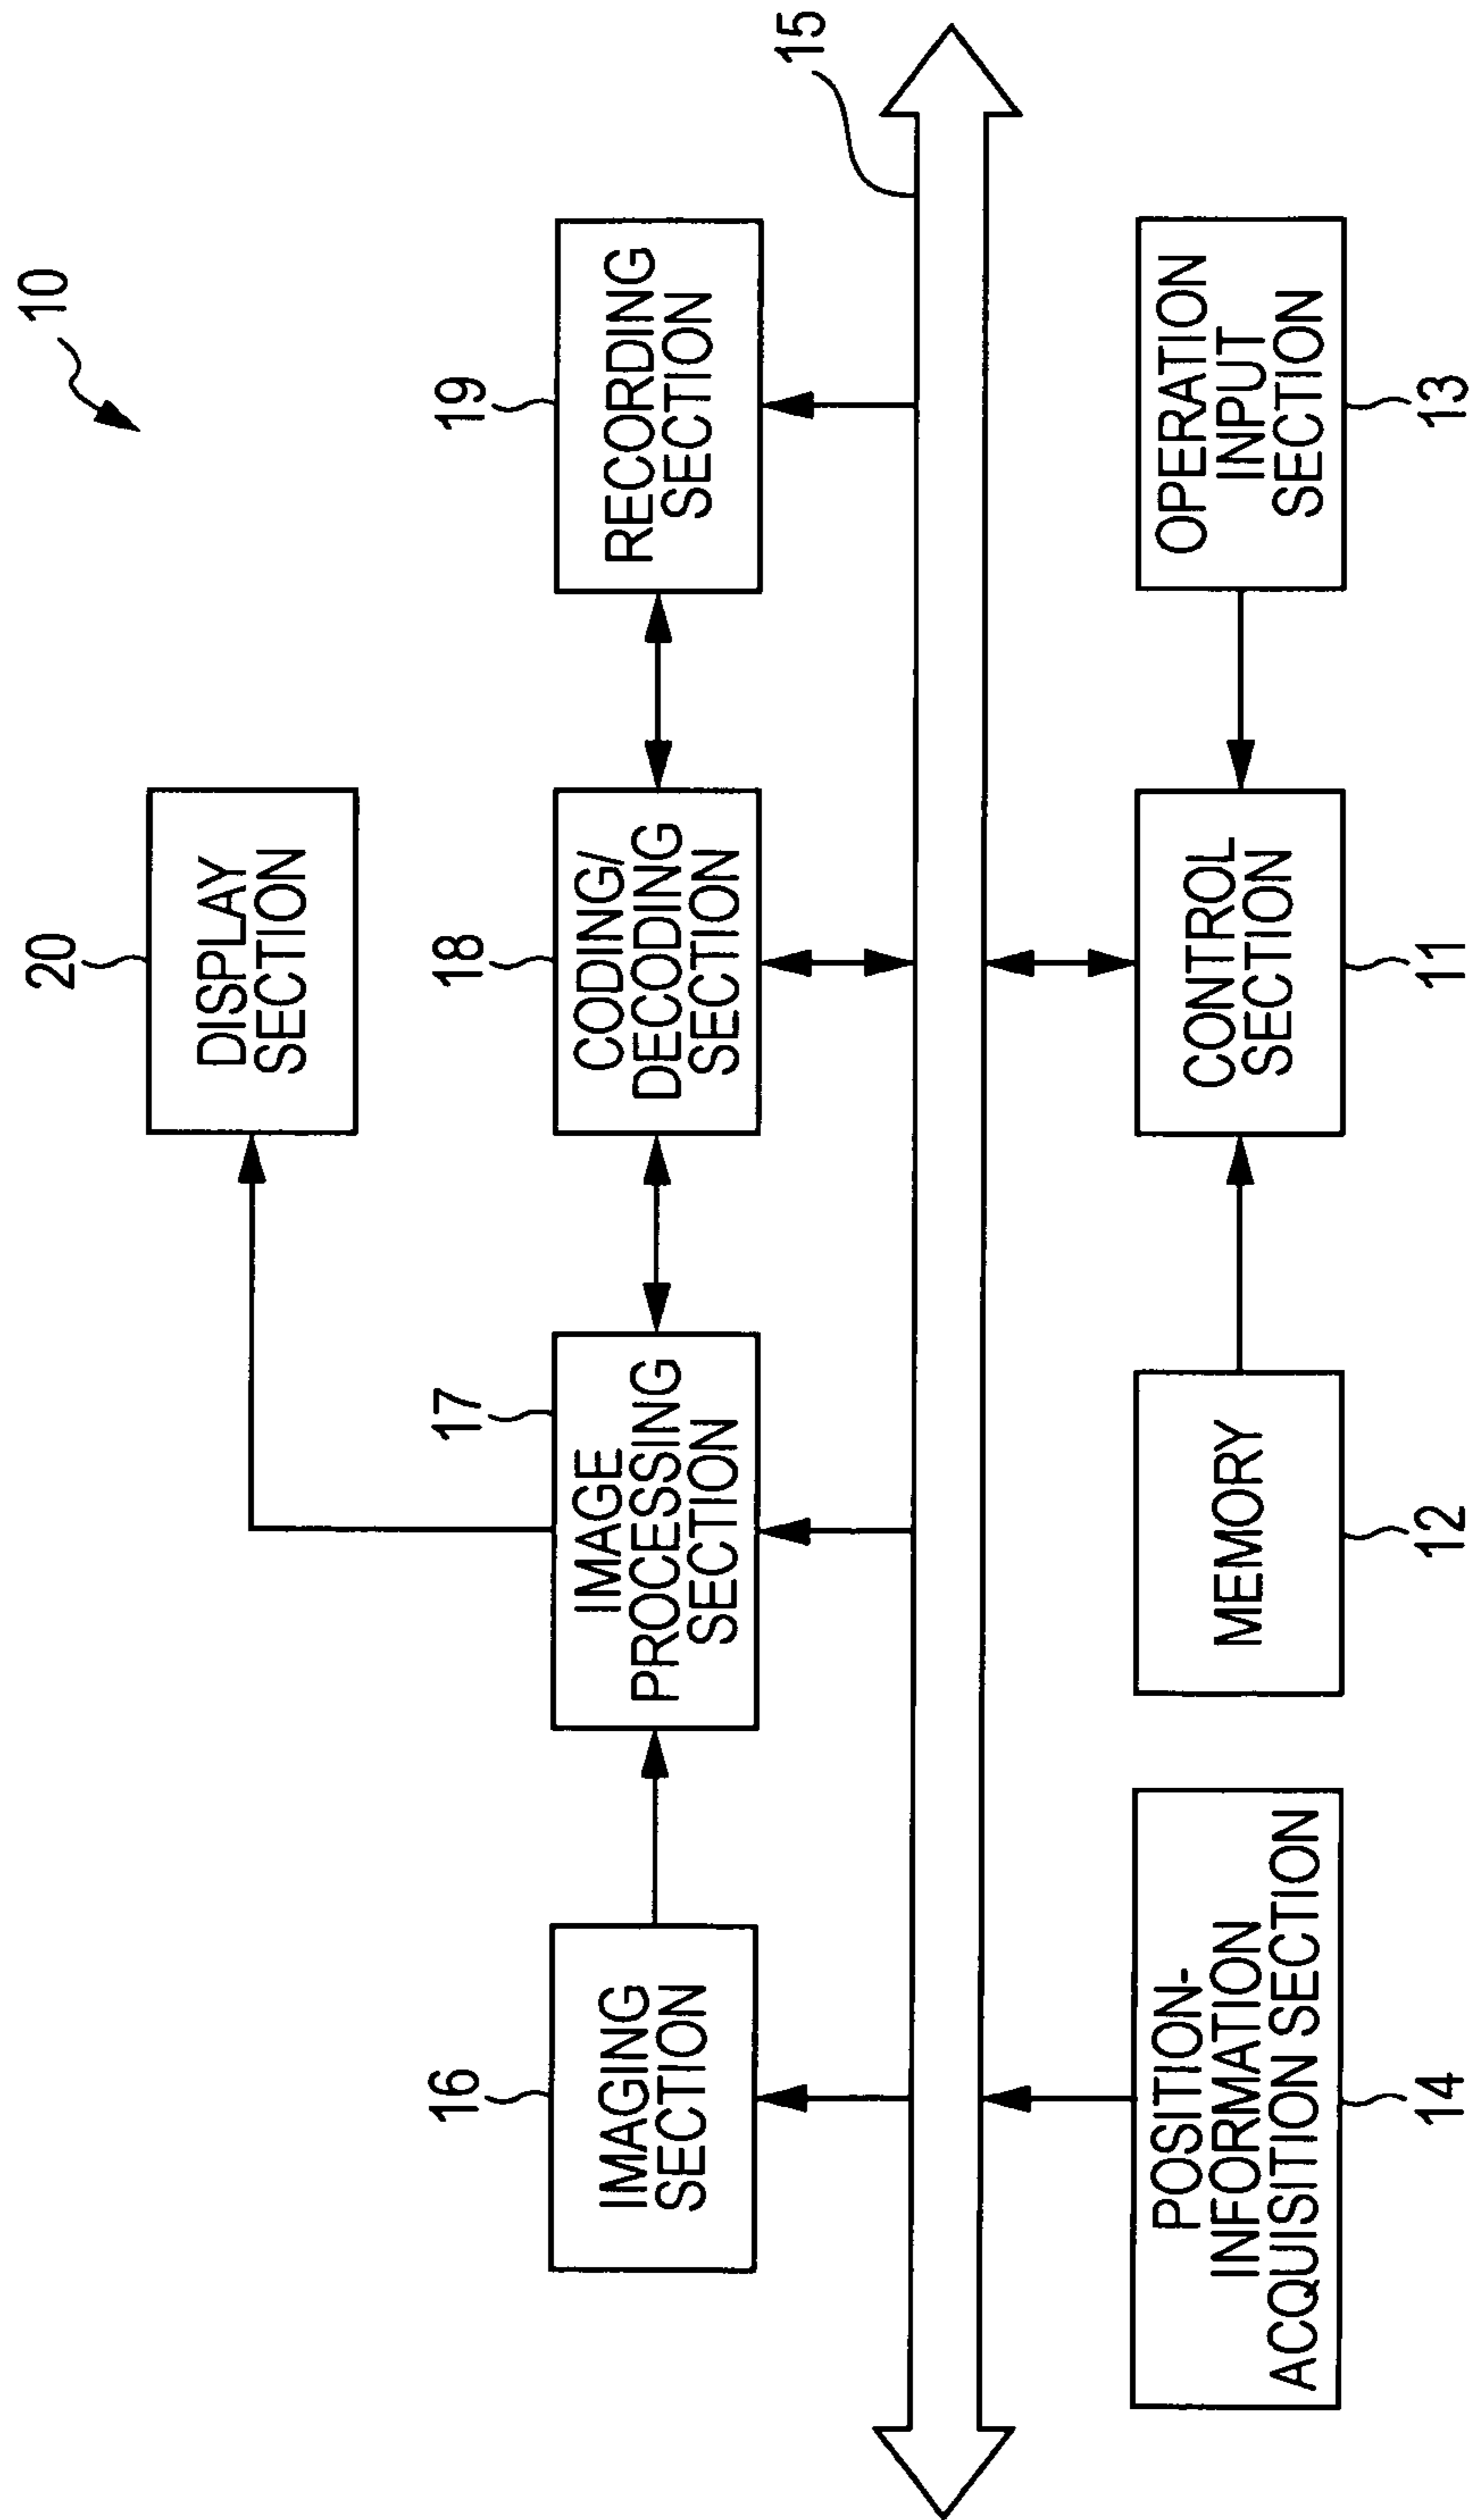 10
20
DISPLAY
SECTION
16
IMAGING
SECTION
17
IMAGE
PROCESSING
SECTION
18
CODING/
DECODING
SECTION
19
RECORDING
SECTION
15
POSITION-
INFORMATION
ACQUISITION SECTION
14
MEMORY
12
CONTROL
SECTION
11
OPERATION
INPUT
SECTION
13